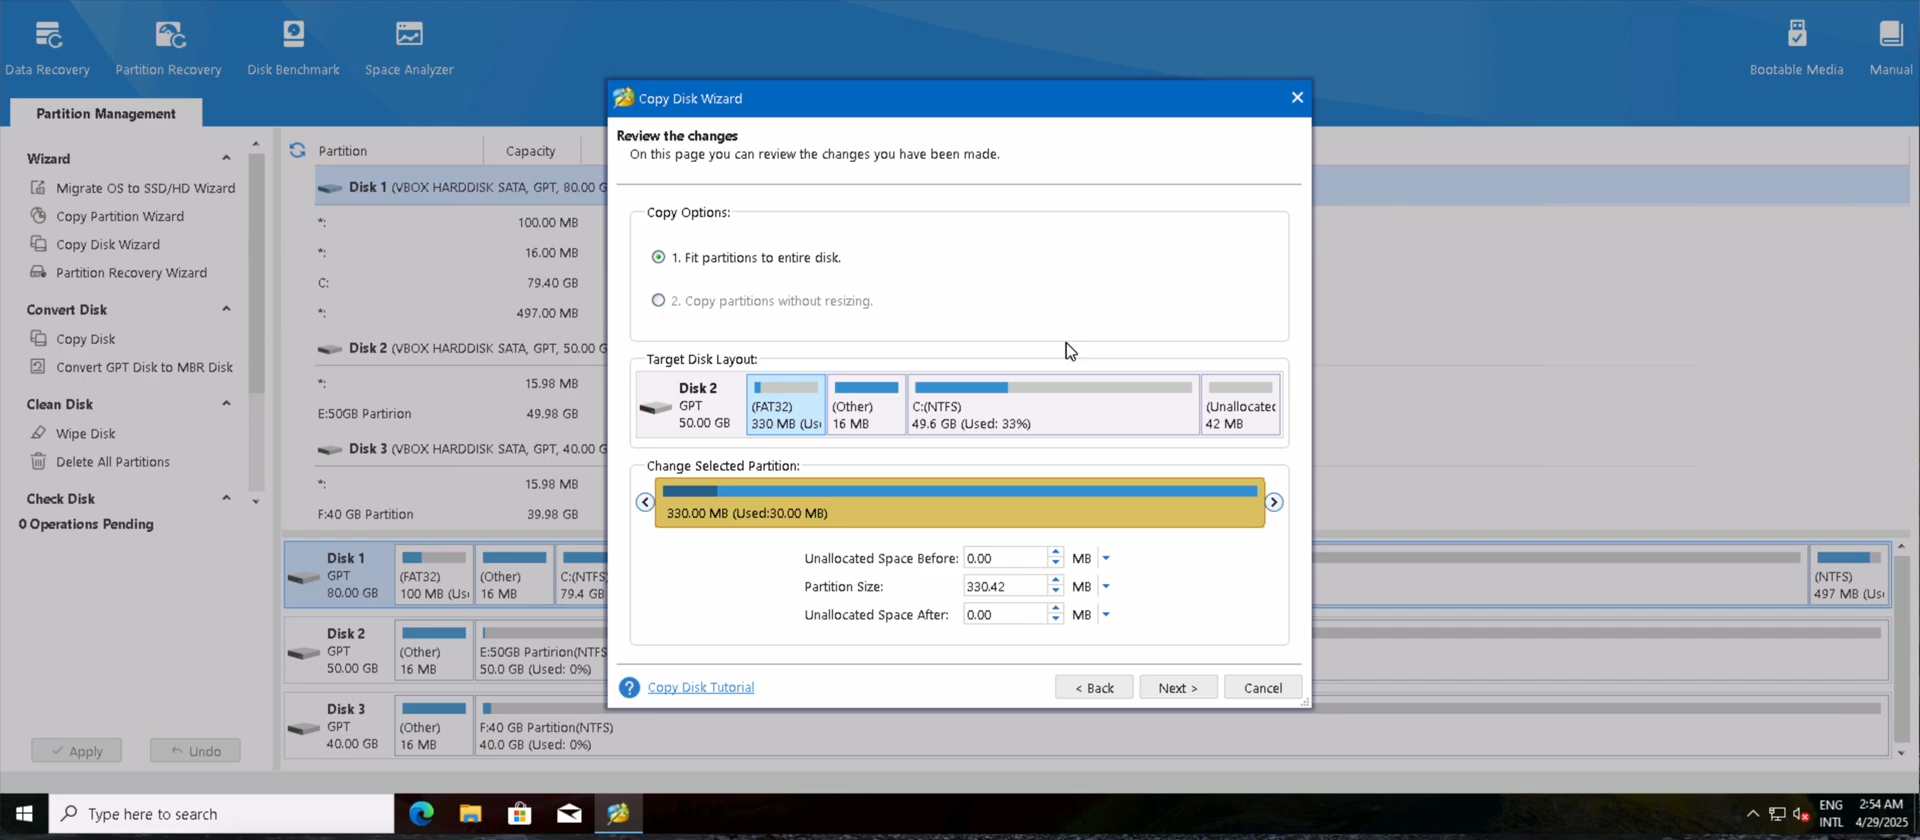 Data Recovery
Partition Recovery
Disk Benchmark
Space Analyzer
Bootable Media
Manual
Partition Management
Wizard
Migrate OS to SSD/HD Wizard
Copy Partition Wizard
Copy Disk Wizard
Partition Recovery Wizard
Convert Disk
Copy Disk
Convert GPT Disk to MBR Disk
Clean Disk
Wipe Disk
Delete All Partitions
Check Disk
0 Operations Pending
Apply
Undo
Partition Capacity
Disk 1 (VBOX HARDDISK SATA, GPT, 80.00 G
*: 100.00 MB
*: 16.00 MB
C: 79.40 GB
*: 497.00 MB
Disk 2 (VBOX HARDDISK SATA, GPT, 50.00 G
*: 15.98 MB
E:50GB Partirion 49.98 GB
Disk 3 (VBOX HARDDISK SATA, GPT, 40.00 G
*: 15.98 MB
F:40 GB Partition 39.98 GB
Disk 1
GPT
80.00 GB
(FAT32)
100 MB (Us
(Other)
16 MB
C:(NTFS
79.4 GB
(NTFS)
497 MB (Us
Disk 2
GPT
50.00 GB
(Other)
16 MB
E:50GB Partirion(NTFS
50.0 GB (Used: 0%)
Disk 3
GPT
40.00 GB
(Other)
16 MB
F:40 GB Partition(NTFS)
40.0 GB (Used: 0%)
Copy Disk Wizard
Review the changes
On this page you can review the changes you have been made.
Copy Options:
1. Fit partitions to entire disk.
2. Copy partitions without resizing.
Target Disk Layout:
Disk 2
GPT
50.00 GB
(FAT32)
330 MB (Us
(Other)
16 MB
C:(NTFS)
49.6 GB (Used: 33%)
(Unallocated
42 MB
Change Selected Partition:
330.00 MB (Used:30.00 MB)
Unallocated Space Before: 0.00 MB
Partition Size: 330.42 MB
Unallocated Space After: 0.00 MB
? Copy Disk Tutorial
< Back
Next >
Cancel
Type here to search
ENG
INTL
2:54 AM
4/29/2025